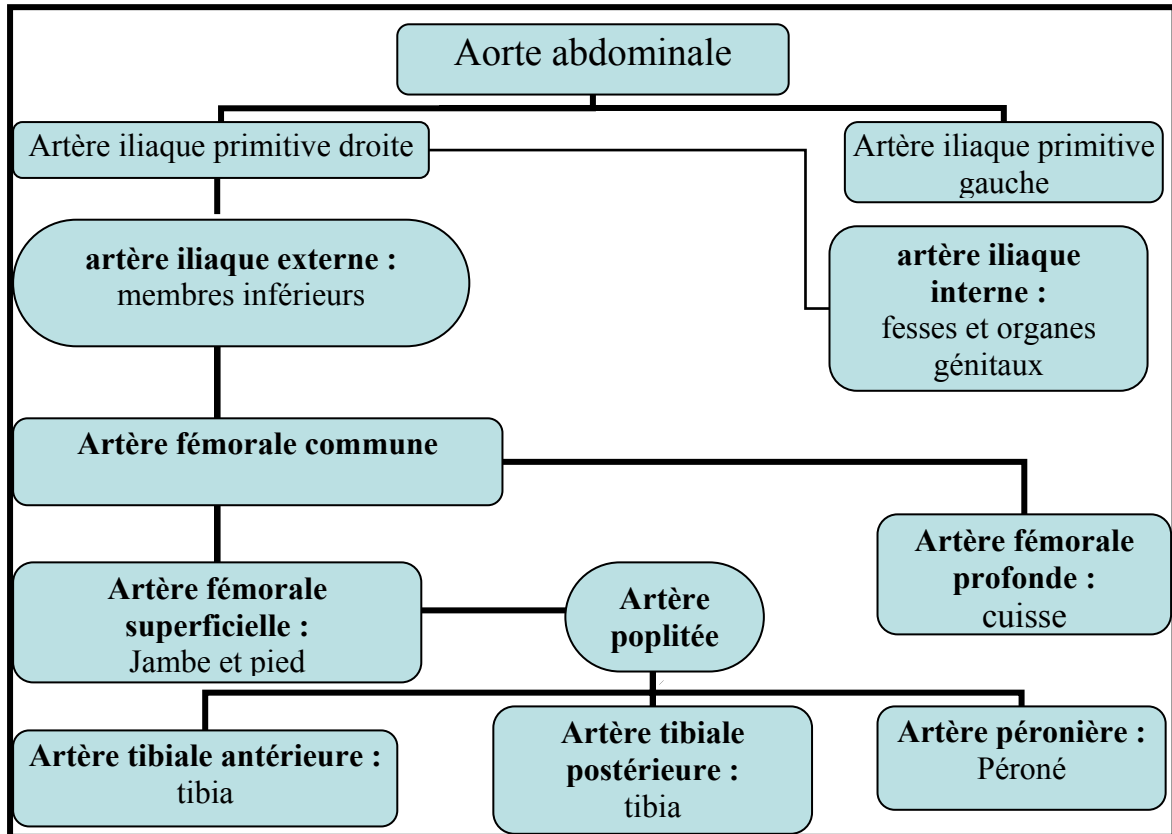 Aorte abdominale
Artère iliaque primitive droite
Artère iliaque primitive
gauche
artère iliaque externe :
membres inférieurs
artère iliaque
interne :
fesses et organes
génitaux
Artère fémorale commune
Artère fémorale
profonde :
cuisse
Artère fémorale
superficielle :
Jambe et pied
Artère
poplitée
Artère tibiale antérieure :
tibia
Artère tibiale
postérieure :
tibia
Artère péronière :
Péroné